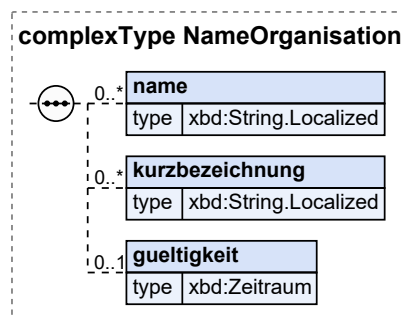 complexType NameOrganisation
0..* name
type xbd:String.Localized
0..* kurzbezeichnung
type xbd:String.Localized
0..1 gueltigkeit
type xbd:Zeitraum